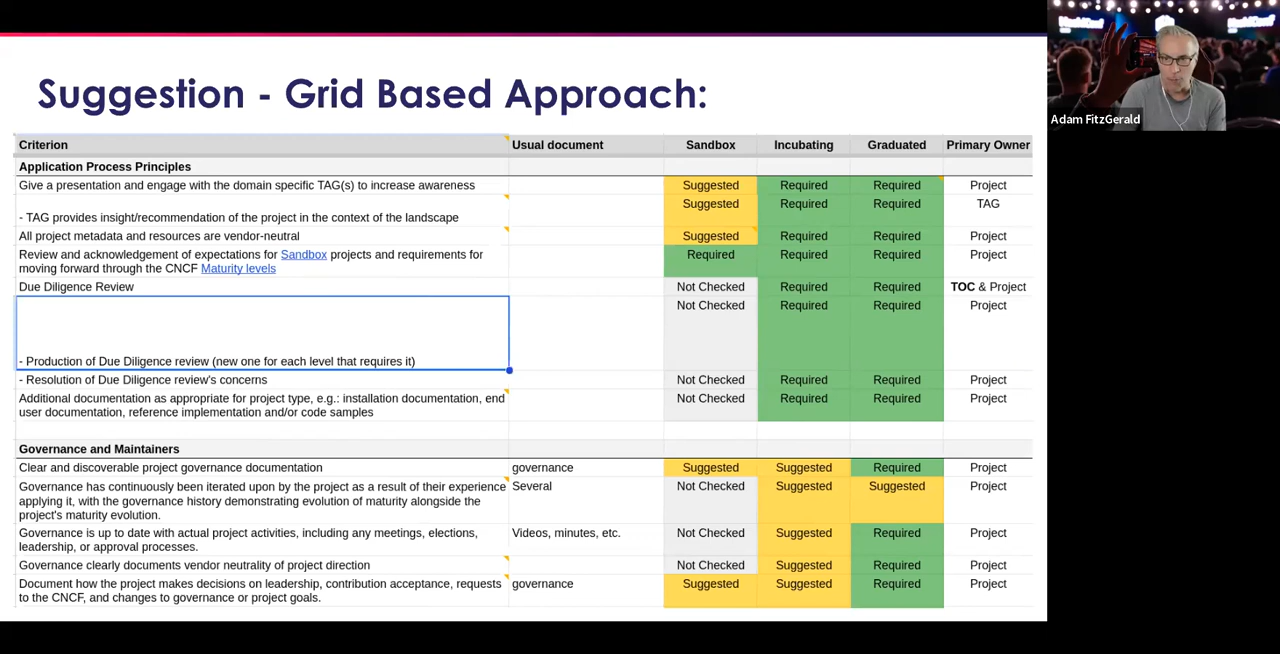 Suggestion - Grid Based Approach:
Adam FitzGerald
Criterion Usual document Sandbox Incubating Graduated Primary Owner
Application Process Principles
Give a presentation and engage with the domain specific TAG(s) to increase awareness Suggested Required Required Project
Suggested Required Required TAG
- TAG provides insight/recommendation of the project in the context of the landscape
All project metadata and resources are vendor-neutral Suggested Required Required Project
Review and acknowledgement of expectations for Sandbox projects and requirements for Required Required Required Project
moving forward through the CNCF Maturity levels
Due Diligence Review Not Checked Required Required TOC & Project
Not Checked Required Required Project
- Production of Due Diligence review (new one for each level that requires it)
- Resolution of Due Diligence review's concerns Not Checked Required Required Project
Additional documentation as appropriate for project type, e.g.: installation documentation, end Not Checked Required Required Project
user documentation, reference implementation and/or code samples
Governance and Maintainers
Clear and discoverable project governance documentation governance Suggested Suggested Required Project
Governance has continuously been iterated upon by the project as a result of their experience Several Not Checked Suggested Suggested Project
applying it, with the governance history demonstrating evolution of maturity alongside the
project's maturity evolution.
Governance is up to date with actual project activities, including any meetings, elections, Videos, minutes, etc. Not Checked Suggested Required Project
leadership, or approval processes.
Governance clearly documents vendor neutrality of project direction Not Checked Suggested Required Project
Document how the project makes decisions on leadership, contribution acceptance, requests governance Suggested Suggested Required Project
to the CNCF, and changes to governance or project goals.